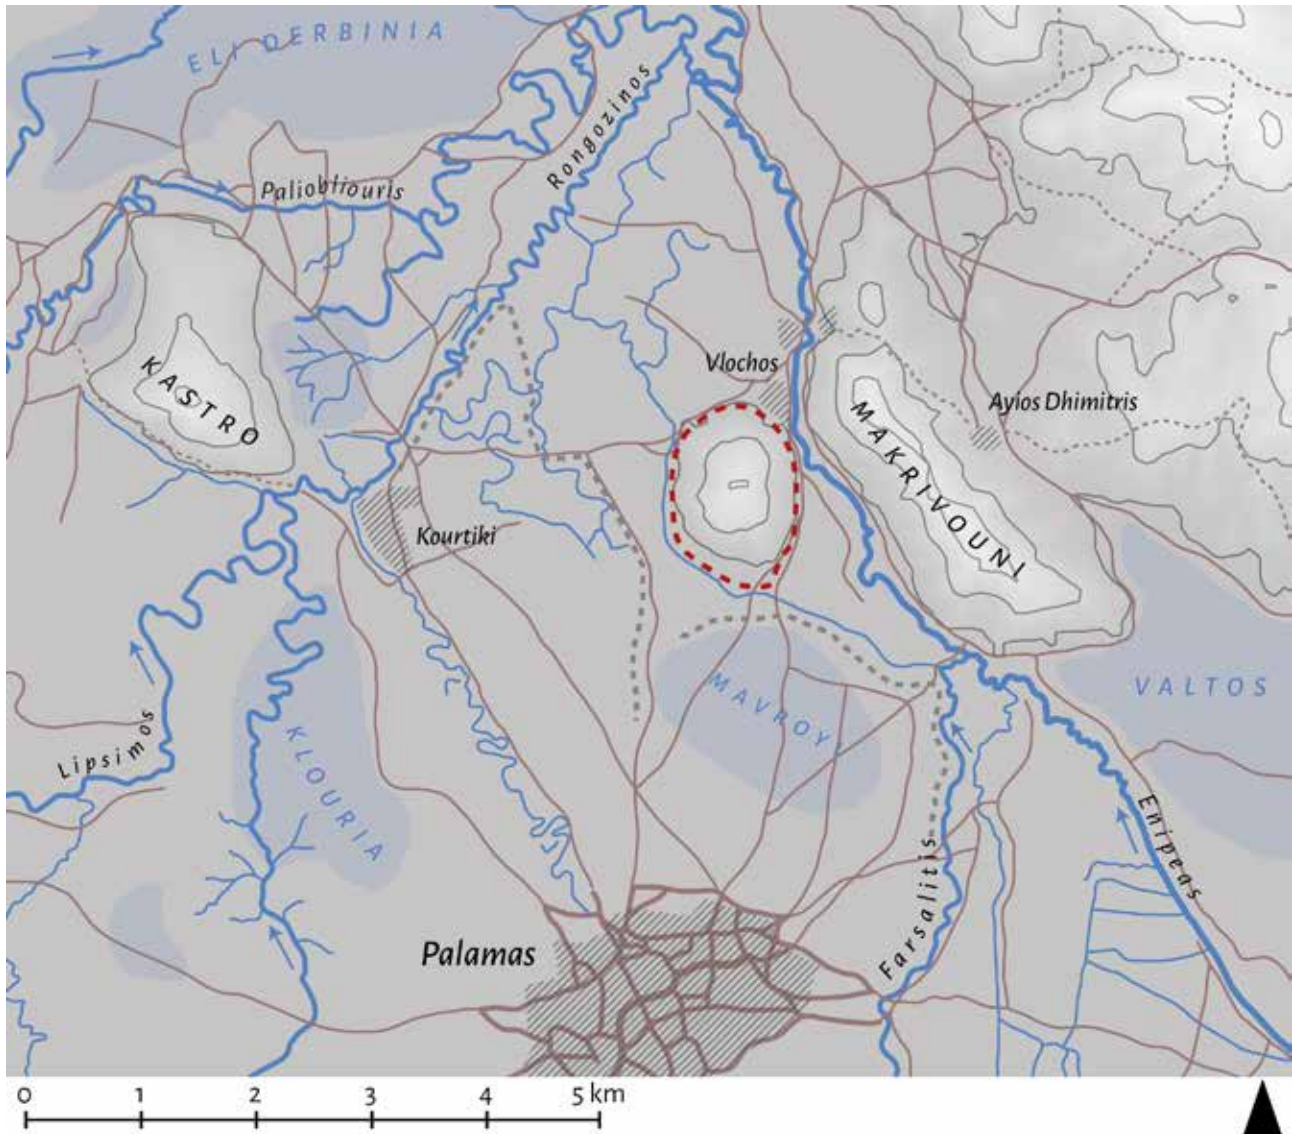 ELI DERBINIA
Rongozinos
Paliobliouris
Vlochos
KASTRO
MAKRIVOUNI
Ayios Dhimitris
Kourtiki
MAVROY
VALTOS
Lipsimos
KLOURIA
Enipeas
Farsalitis
Palamas
0 1 2 3 4 5 km